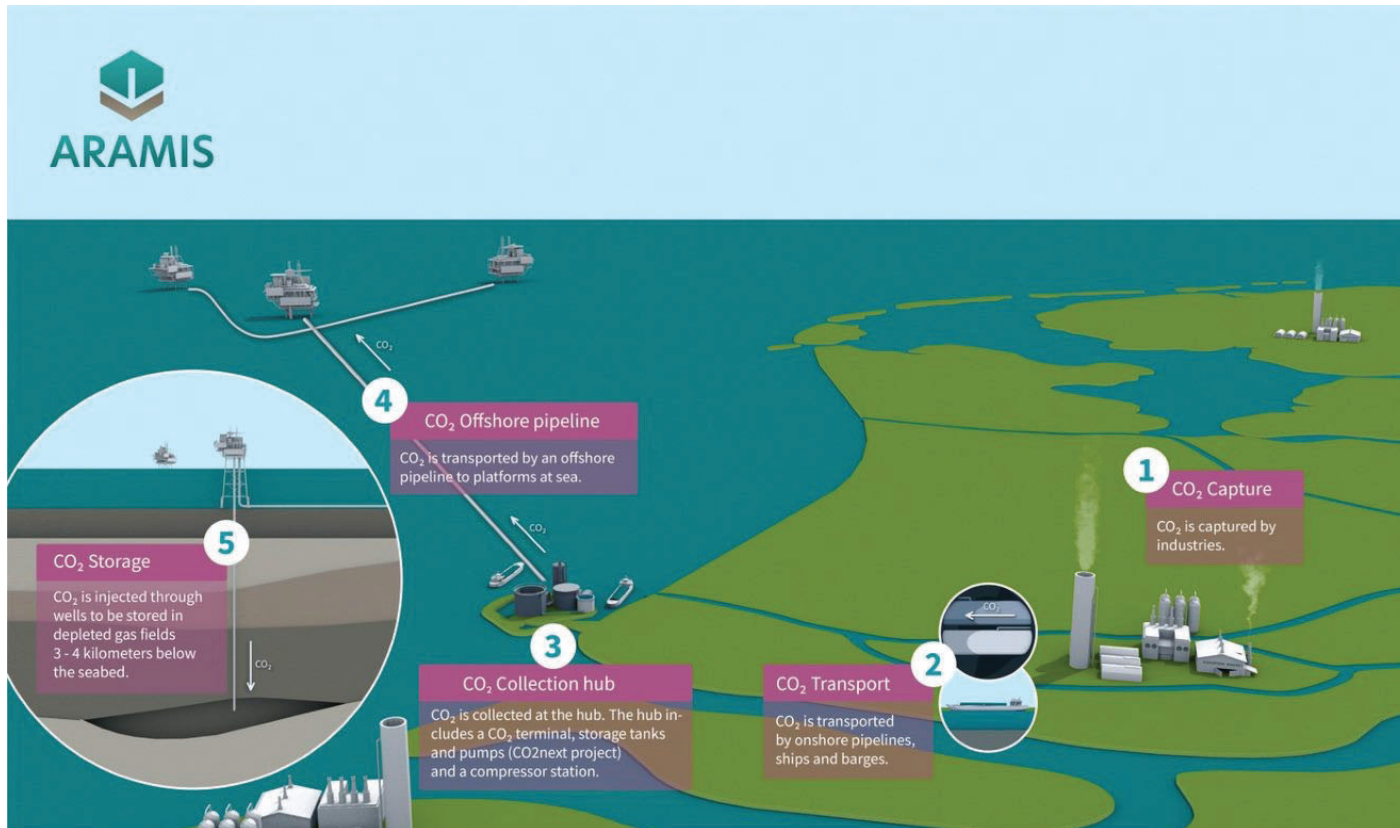 ARAMIS
CO₂
4
CO₂ Offshore pipeline
CO₂ is transported by an offshore
pipeline to platforms at sea.
1
CO₂ Capture
CO₂ is captured by
industries.
CO₂
5
CO₂ Storage
CO₂ is injected through
wells to be stored in
depleted gas fields
3 - 4 kilometers below
the seabed.
CO₂
3
CO₂ Collection hub
CO₂ is collected at the hub. The hub in-
cludes a CO₂ terminal, storage tanks
and pumps (CO2next project)
and a compressor station.
CO₂
2
CO₂ Transport
CO₂ is transported
by onshore pipelines,
ships and barges.